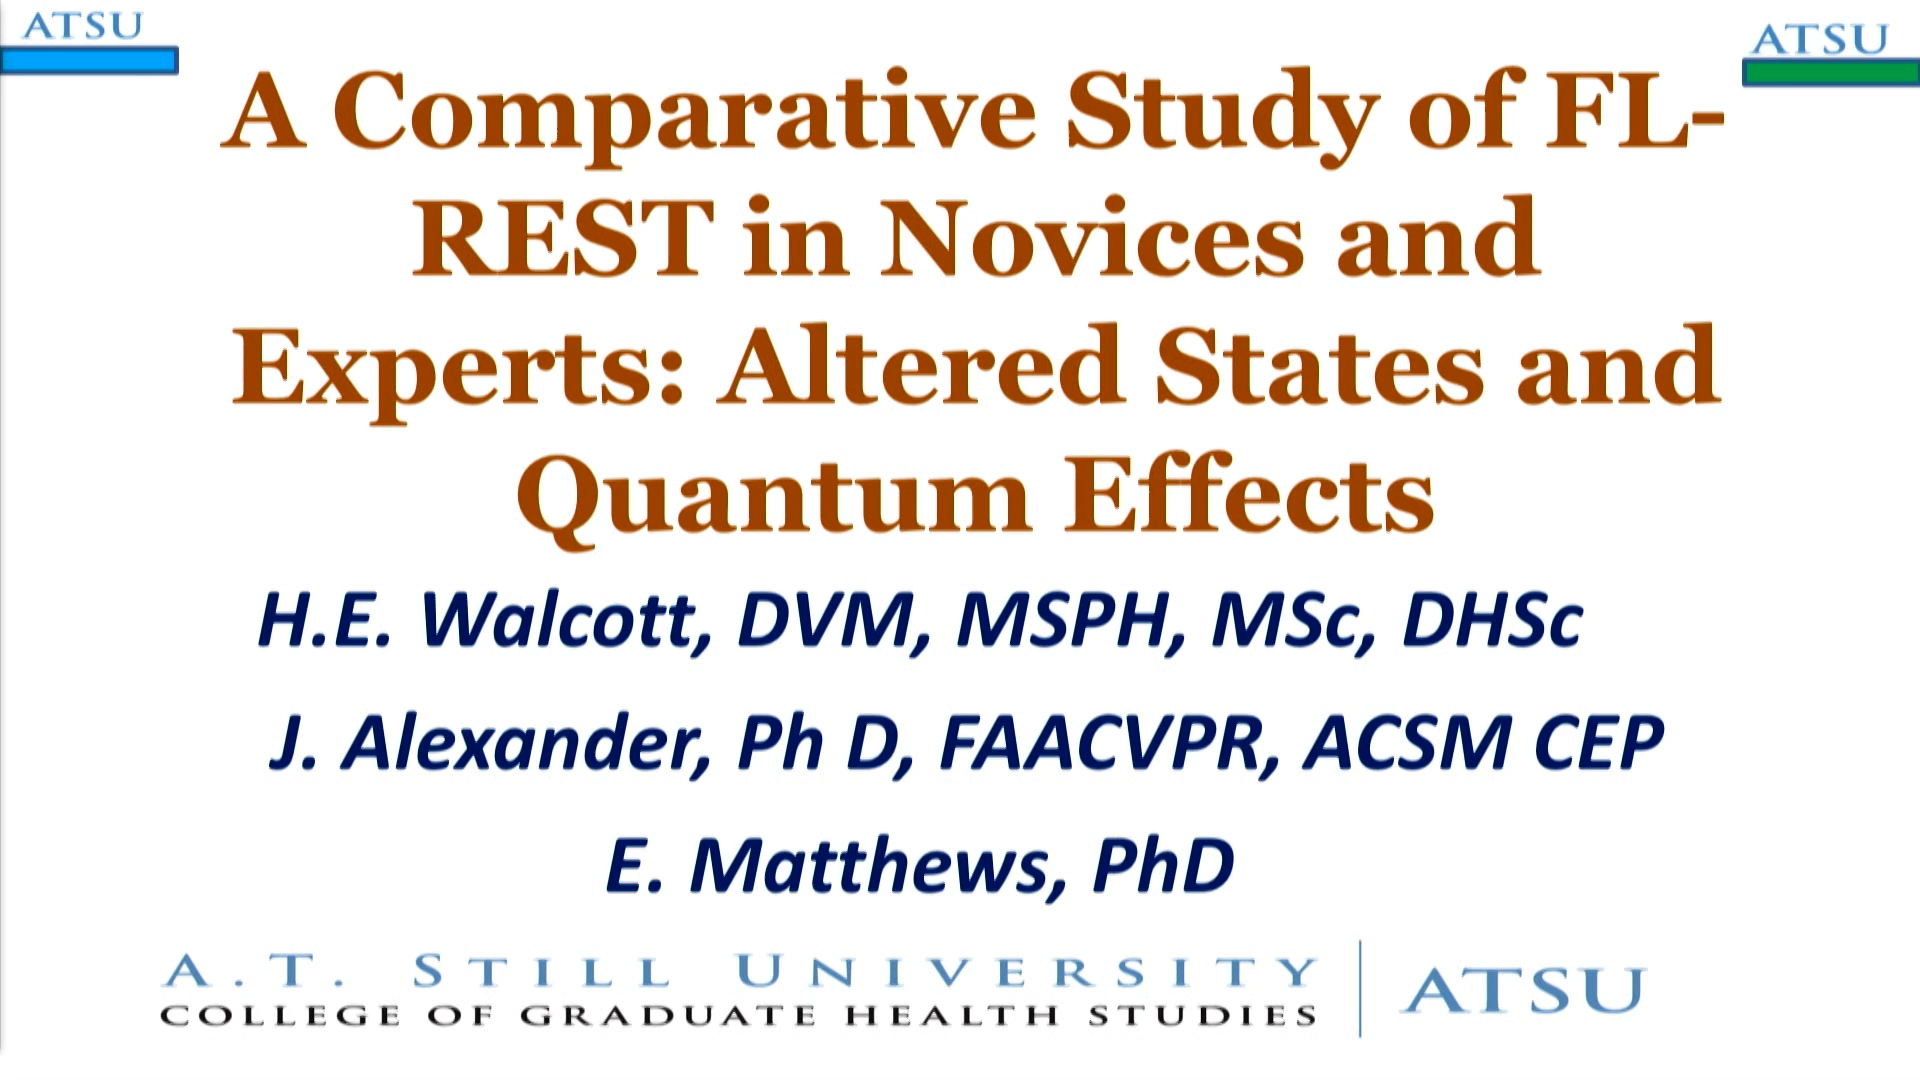 ATSU
ATSU
A Comparative Study of FL-
REST in Novices and
Experts: Altered States and
Quantum Effects
H.E. Walcott, DVM, MSPH, MSc, DHSc
J. Alexander, Ph D, FAACVPR, ACSM CEP
E. Matthews, PhD
A.T. STILL UNIVERSITY
COLLEGE OF GRADUATE HEALTH STUDIES
ATSU